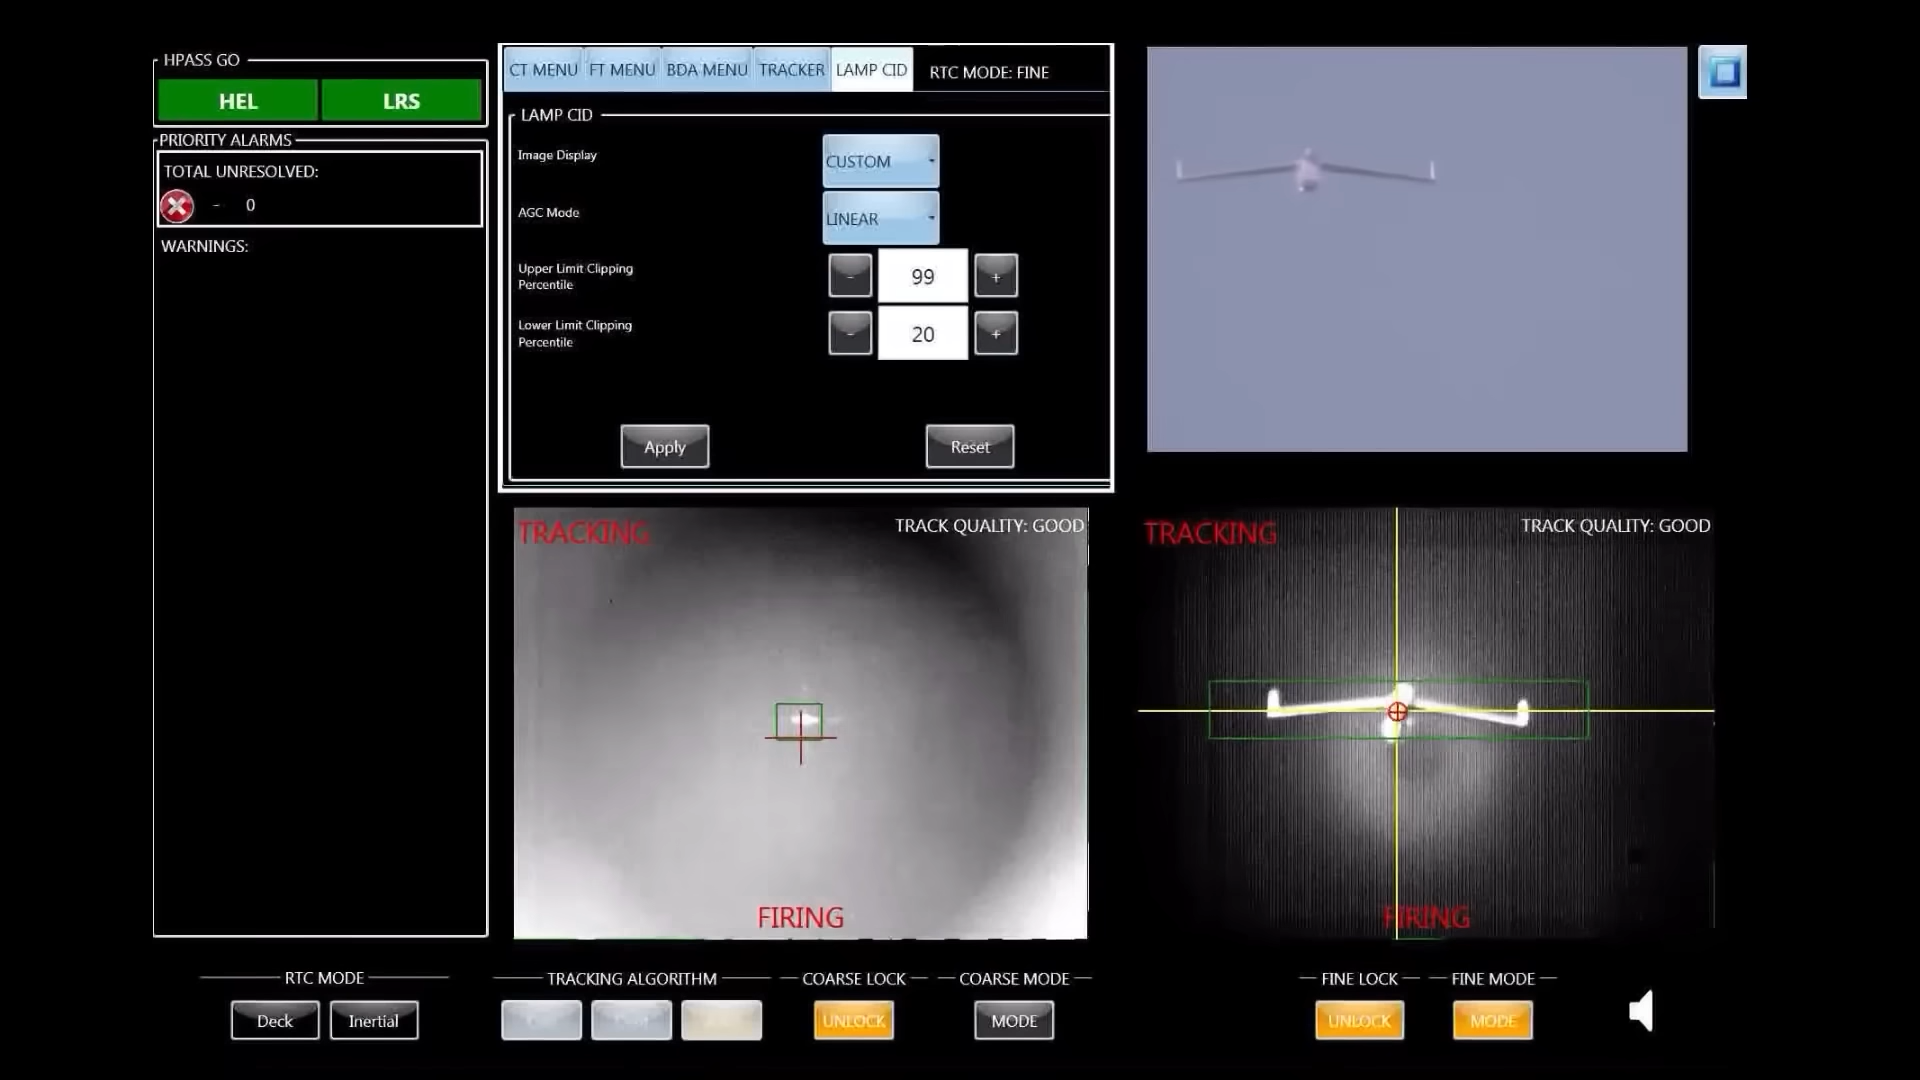 HPASS GO
HEL
LRS
PRIORITY ALARMS
TOTAL UNRESOLVED:
- 0
WARNINGS:
CT MENU
FT MENU
BDA MENU
TRACKER
LAMP CID
RTC MODE: FINE
LAMP CID
Image Display
CUSTOM
AGC Mode
LINEAR
Upper Limit Clipping
Percentile
- 99 +
Lower Limit Clipping
Percentile
- 20 +
Apply
Reset
TRACKING
TRACK QUALITY: GOOD
FIRING
TRACKING
TRACK QUALITY: GOOD
FIRING
RTC MODE
Deck
Inertial
TRACKING ALGORITHM
COARSE LOCK
UNLOCK
COARSE MODE
MODE
FINE LOCK
UNLOCK
FINE MODE
MODE